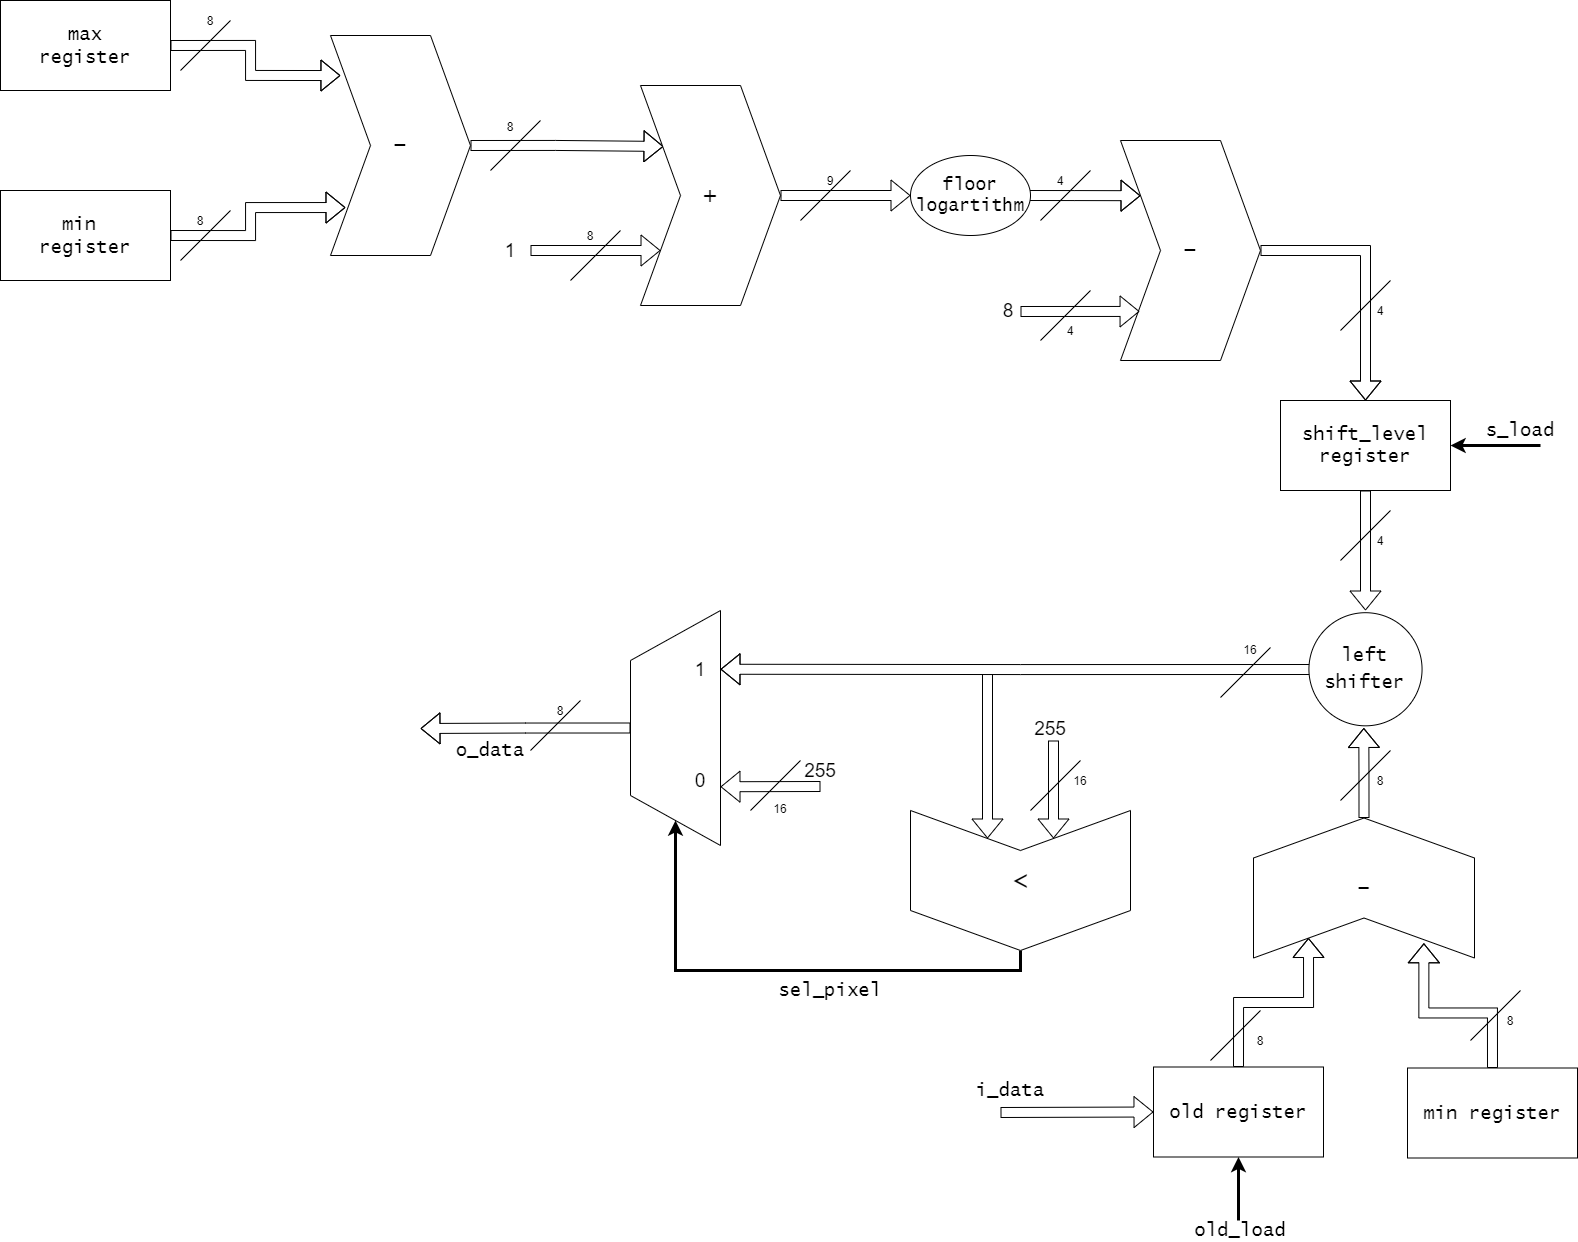 max
register
8
-
min
register
8
8
+
1
8
9
floor
logartithm
4
-
8
4
4
shift_level
register
s_load
4
left
shifter
16
1
0
255
16
8
o_data
255
16
<
sel_pixel
8
-
8
8
i_data
old register
min register
old_load